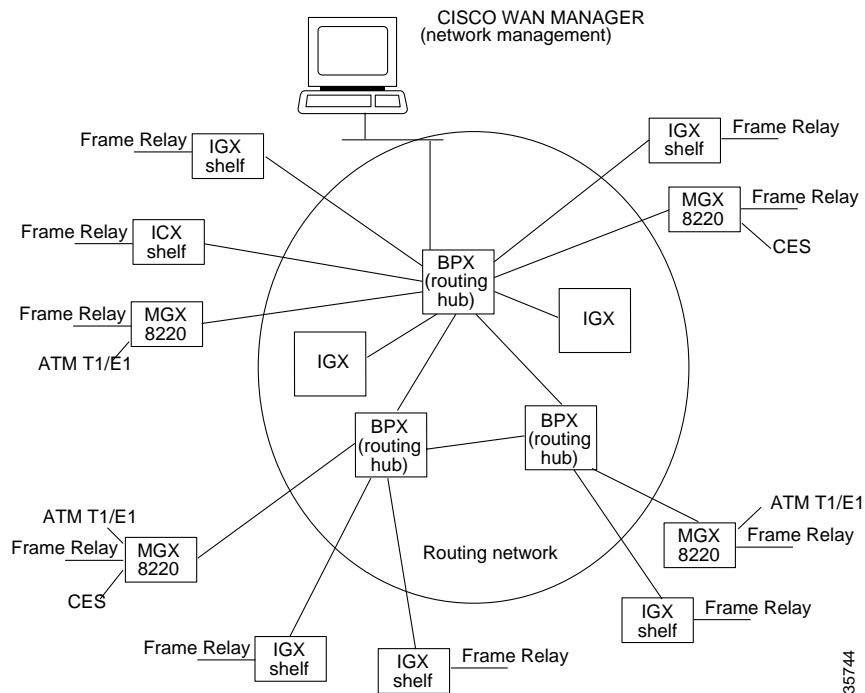 CISCO WAN MANAGER
(network management)
Frame Relay
IGX
shelf
IGX
shelf
Frame Relay
MGX
8220
Frame Relay
CES
Frame Relay
ICX
shelf
BPX
(routing
hub)
Frame Relay
MGX
8220
ATM T1/E1
IGX
IGX
BPX
(routing
hub)
BPX
(routing
hub)
ATM T1/E1
Frame Relay
MGX
8220
CES
Routing network
ATM T1/E1
MGX
8220
Frame Relay
IGX
shelf
Frame Relay
Frame Relay
IGX
shelf
IGX
shelf
Frame Relay
35744